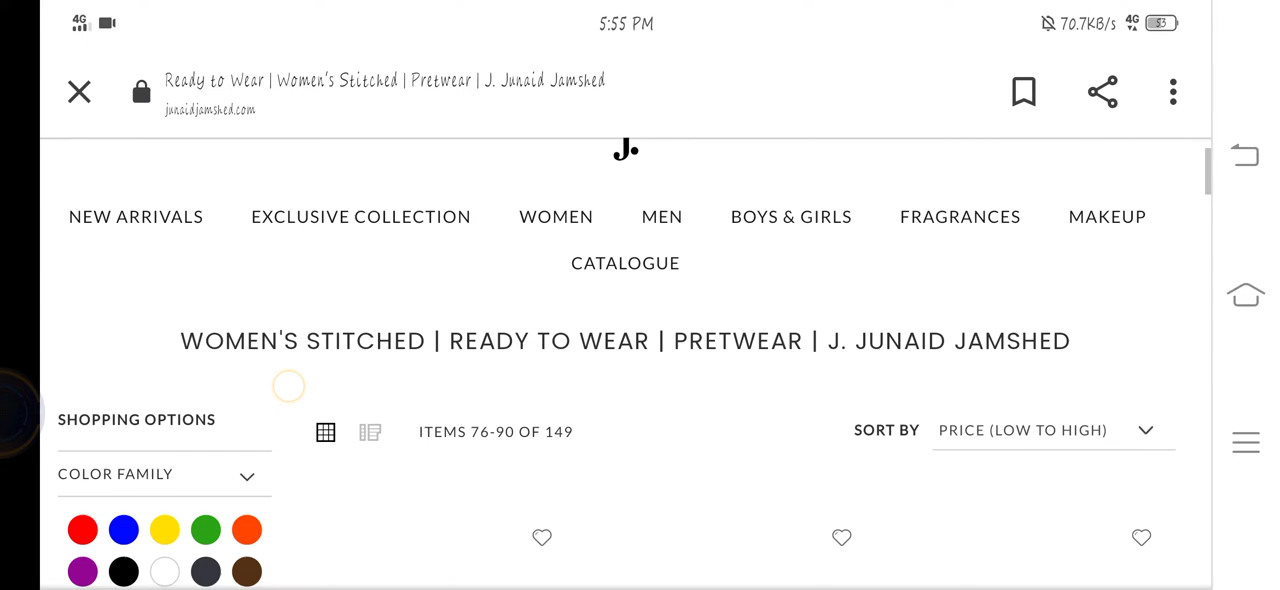 4G 5:55 PM 70.7KB/s 4G 53
Ready to Wear | Women's Stitched | Pretwear | J. Junaid Jamshed
junaidjamshed.com
J.
NEW ARRIVALS EXCLUSIVE COLLECTION WOMEN MEN BOYS & GIRLS FRAGRANCES MAKEUP
CATALOGUE
WOMEN'S STITCHED | READY TO WEAR | PRETWEAR | J. JUNAID JAMSHED
SHOPPING OPTIONS
ITEMS 76-90 OF 149
SORT BY PRICE (LOW TO HIGH)
COLOR FAMILY